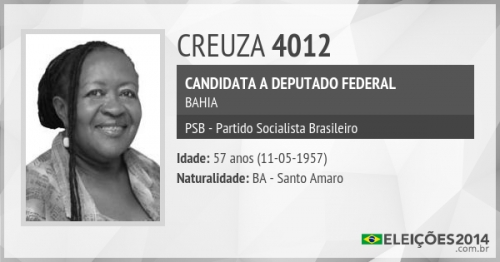 CREUZA 4012
CANDIDATA A DEPUTADO FEDERAL
BAHIA
PSB - Partido Socialista Brasileiro
Idade: 57 anos (11-05-1957)
Naturalidade: BA - Santo Amaro
ELEIÇÕES2014
.com.br